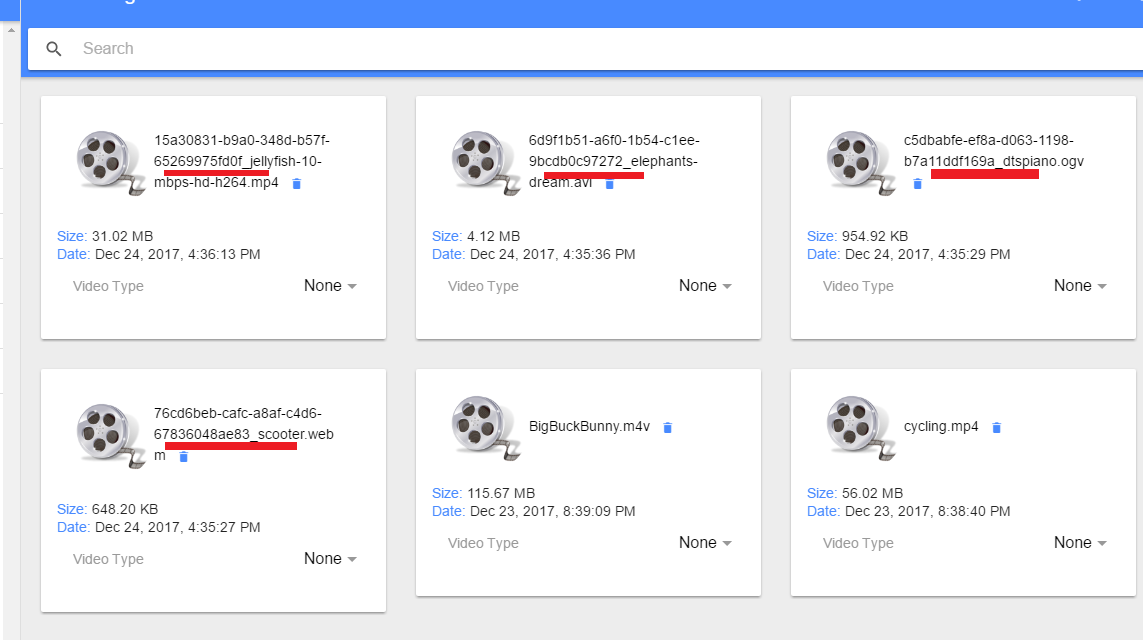 Search
15a30831-b9a0-348d-b57f-
65269975fd0f_jellyfish-10-
mbps-hd-h264.mp4
Size: 31.02 MB
Date: Dec 24, 2017, 4:36:13 PM
Video Type None
6d9f1b51-a6f0-1b54-c1ee-
9bcdb0c97272_elephants-
dream.avi
Size: 4.12 MB
Date: Dec 24, 2017, 4:35:36 PM
Video Type None
c5dbabfe-ef8a-d063-1198-
b7a11ddf169a_dtspiano.ogv
Size: 954.92 KB
Date: Dec 24, 2017, 4:35:29 PM
Video Type None
76cd6beb-cafc-a8af-c4d6-
67836048ae83_scooter.web
m
Size: 648.20 KB
Date: Dec 24, 2017, 4:35:27 PM
Video Type None
BigBuckBunny.m4v
Size: 115.67 MB
Date: Dec 23, 2017, 8:39:09 PM
Video Type None
cycling.mp4
Size: 56.02 MB
Date: Dec 23, 2017, 8:38:40 PM
Video Type None